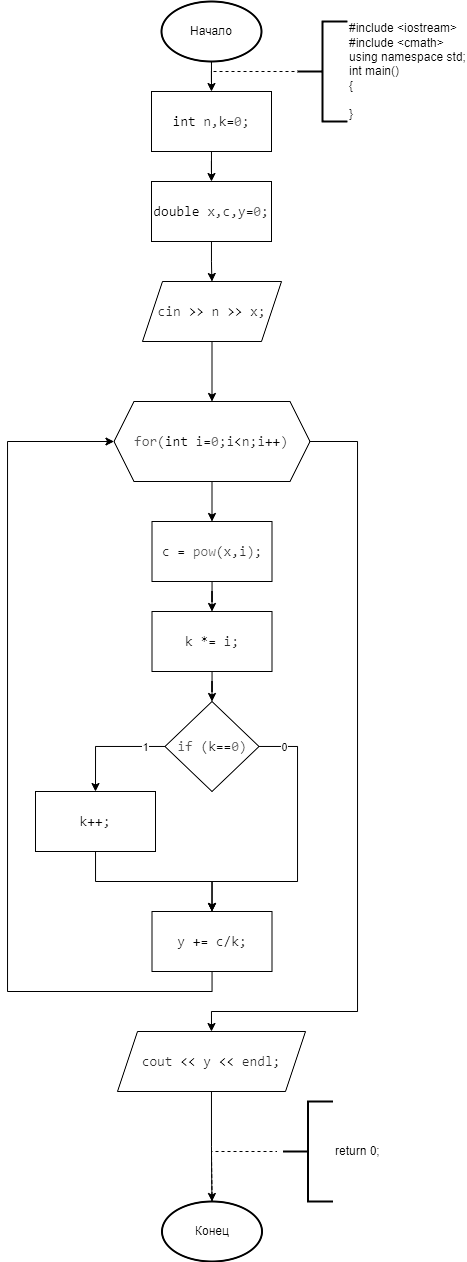 Начало
#include <iostream>
#include <cmath>
using namespace std;
int main()
{
}
int n,k=0;
double x,c,y=0;
cin >> n >> x;
for(int i=0;i<n;i++)
c = pow(x,i);
k *= i;
if (k==0)
1
0
k++;
y += c/k;
cout << y << endl;
return 0;
Конец